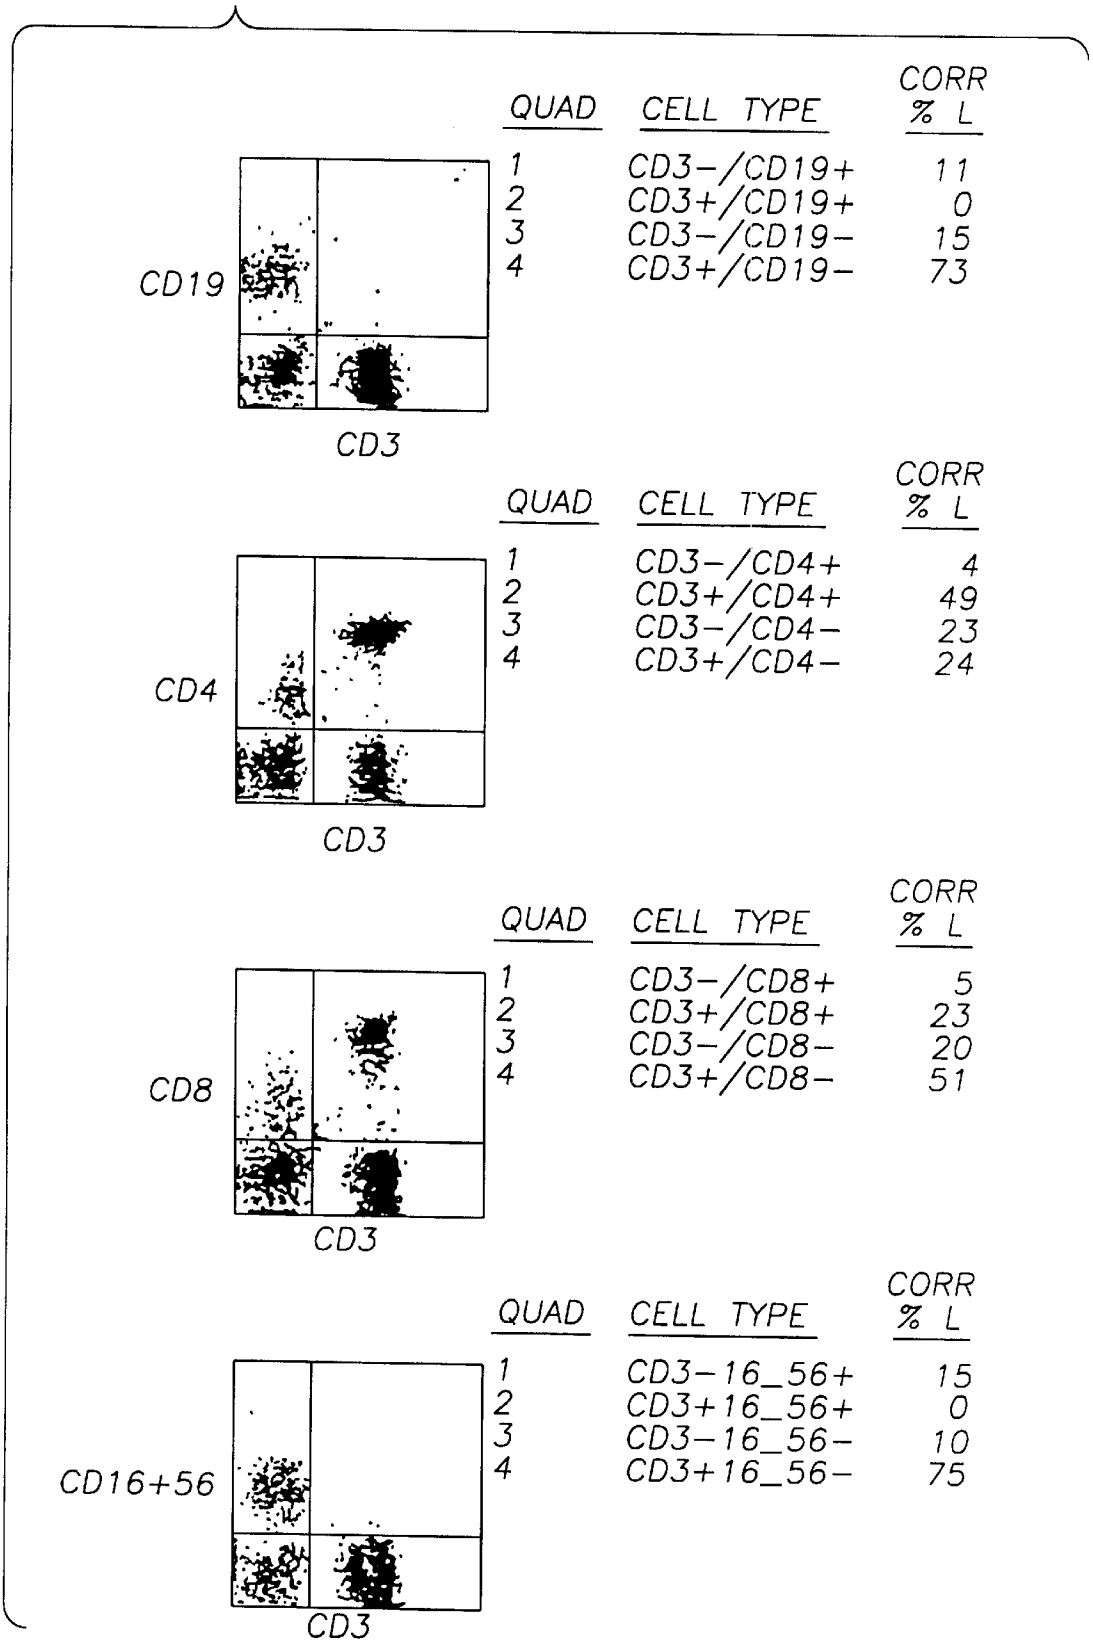 CORR
QUAD CELL TYPE % L
1 CD3-/CD19+ 11
2 CD3+/CD19+ 0
3 CD3-/CD19- 15
4 CD3+/CD19- 73
CD19
CD3
CORR
QUAD CELL TYPE % L
1 CD3-/CD4+ 4
2 CD3+/CD4+ 49
3 CD3-/CD4- 23
4 CD3+/CD4- 24
CD4
CD3
CORR
QUAD CELL TYPE % L
1 CD3-/CD8+ 5
2 CD3+/CD8+ 23
3 CD3-/CD8- 20
4 CD3+/CD8- 51
CD8
CD3
CORR
QUAD CELL TYPE % L
1 CD3-16_56+ 15
2 CD3+16_56+ 0
3 CD3-16_56- 10
4 CD3+16_56- 75
CD16+56
CD3